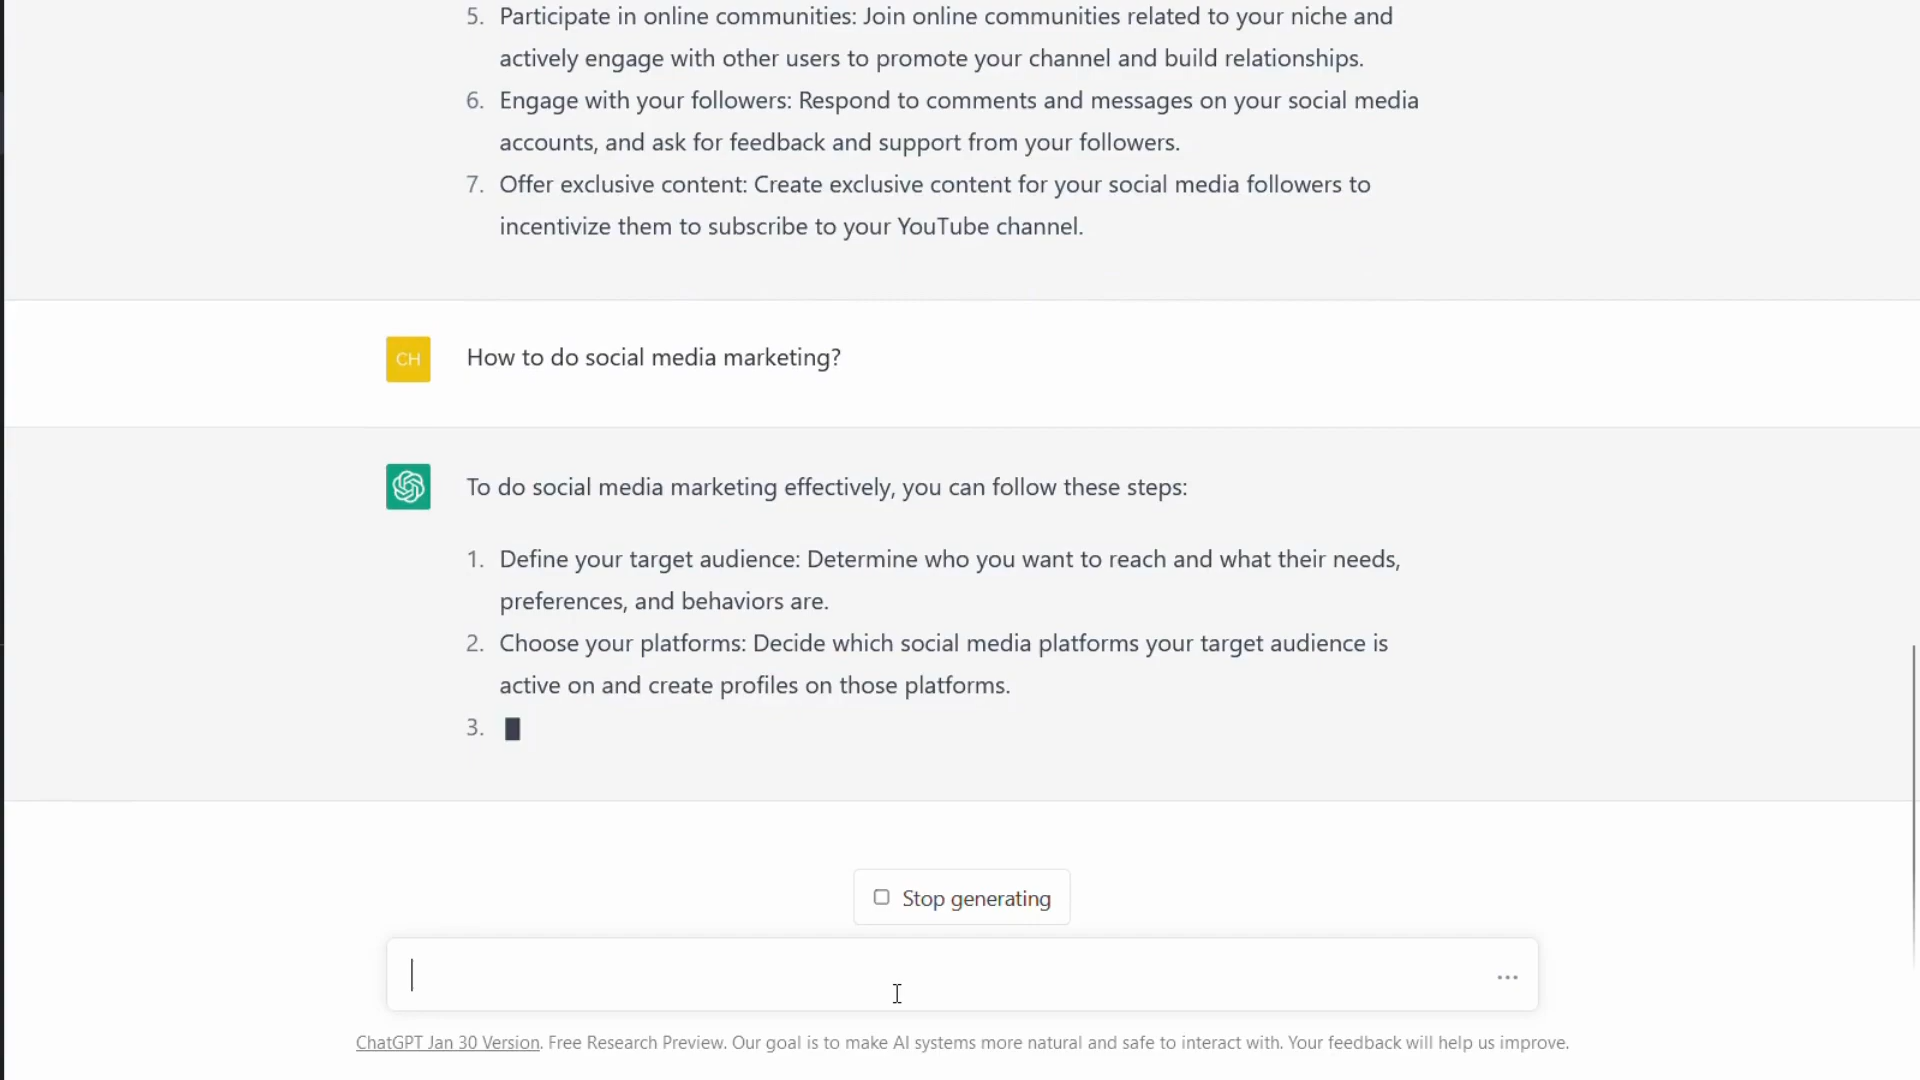 5. Participate in online communities: Join online communities related to your niche and
actively engage with other users to promote your channel and build relationships.
6. Engage with your followers: Respond to comments and messages on your social media
accounts, and ask for feedback and support from your followers.
7. Offer exclusive content: Create exclusive content for your social media followers to
incentivize them to subscribe to your YouTube channel.
CH
How to do social media marketing?
To do social media marketing effectively, you can follow these steps:
1. Define your target audience: Determine who you want to reach and what their needs,
preferences, and behaviors are.
2. Choose your platforms: Decide which social media platforms your target audience is
active on and create profiles on those platforms.
3.
Stop generating
ChatGPT Jan 30 Version. Free Research Preview. Our goal is to make AI systems more natural and safe to interact with. Your feedback will help us improve.